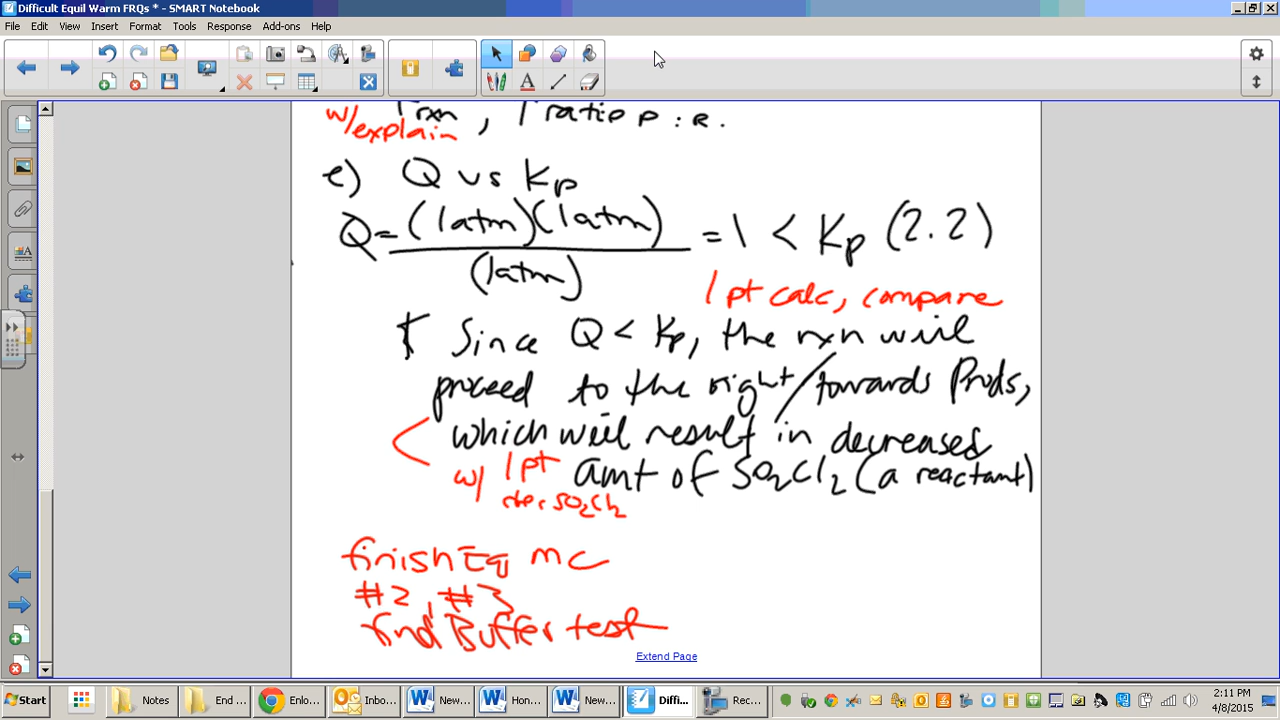 Difficult Equil Warm FRQs * - SMART Notebook
File Edit View Insert Format Tools Response Add-ons Help
↑rxn, ↑ratio P : R.
w/explain
e) Q vs Kp
Q= (1atm)(1atm) = 1 < Kp (2.2)
(1atm)
1 pt calc, compare
* Since Q < Kp, the rxn will
proceed to the right/towards Prods,
which will result in decreased
w/ 1pt amt of SO2Cl2 (a reactant)
SO2Cl2
finish Eq MC
#2, #3
find Buffer test
Extend Page
Start Notes End ... Enlo... Inbo... New... Hon... New... Diffi... Rec...
2:11 PM
4/8/2015